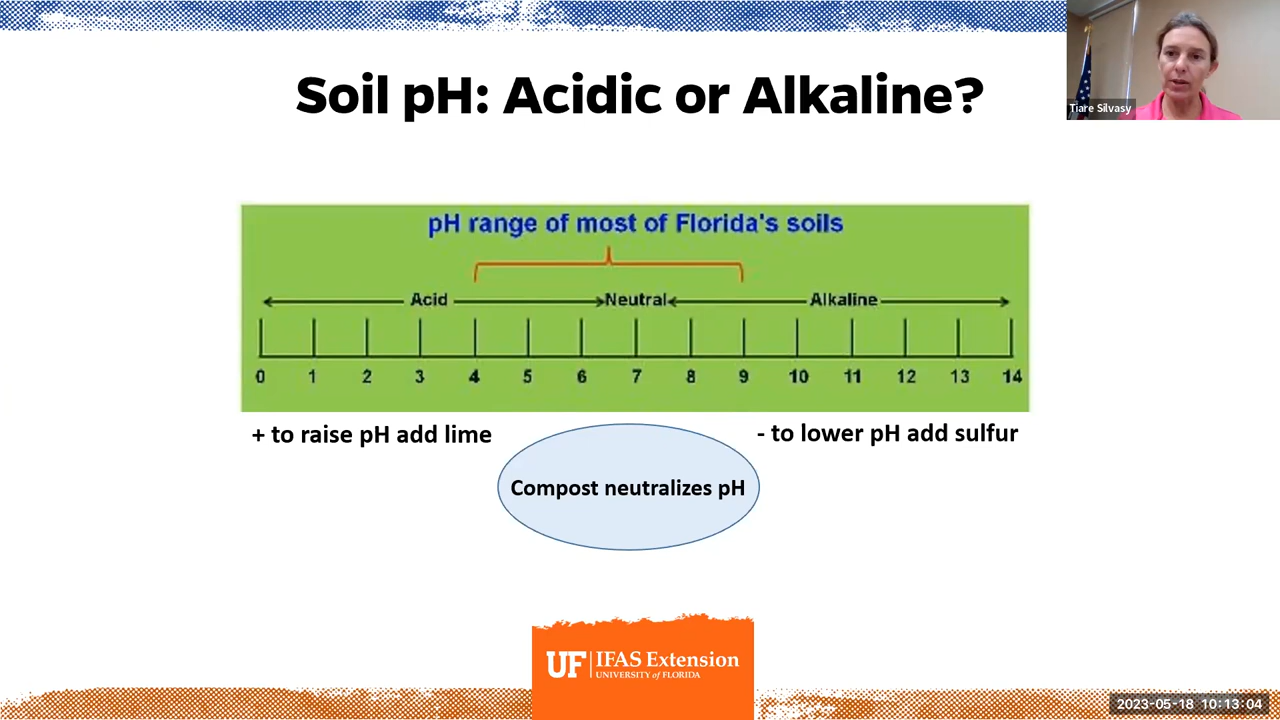 Soil pH: Acidic or Alkaline?
Tiare Silvasy
pH range of most of Florida's soils
Acid Neutral Alkaline
0 1 2 3 4 5 6 7 8 9 10 11 12 13 14
+ to raise pH add lime
- to lower pH add sulfur
Compost neutralizes pH
UF IFAS Extension
UNIVERSITY of FLORIDA
2023-05-18 10:13:04